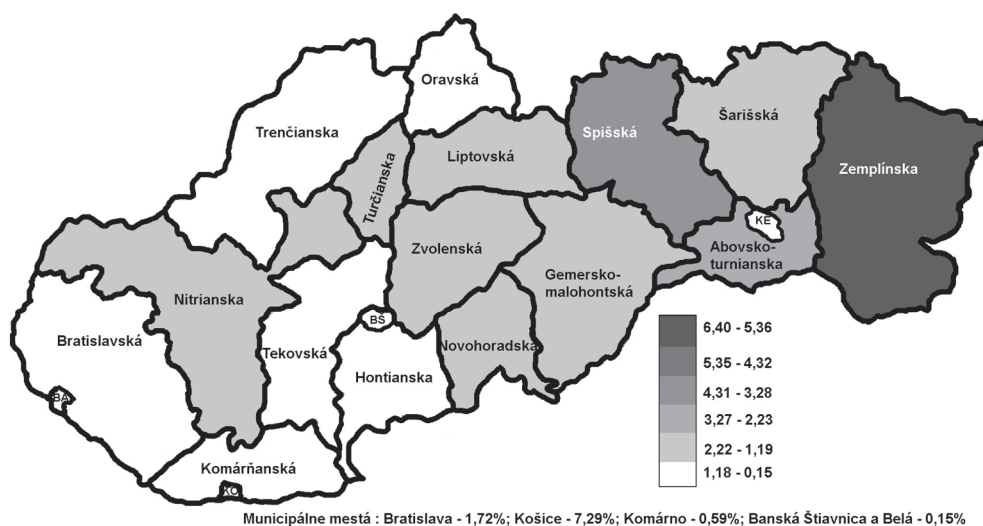 Oravská
Trenčianska
Šarišská
Spišská
Liptovská
Zemplínska
Turčianska
KE
Zvolenská
Abovsko-
turnianska
Gemersko-
malohontská
Nitrianska
BŠ
Bratislavská
Tekovská
Novohoradská
Hontianska
BA
Komárňanská
KO
6,40 - 5,36
5,35 - 4,32
4,31 - 3,28
3,27 - 2,23
2,22 - 1,19
1,18 - 0,15
Municipálne mestá : Bratislava - 1,72%; Košice - 7,29%; Komárno - 0,59%; Banská Štiavnica a Belá - 0,15%